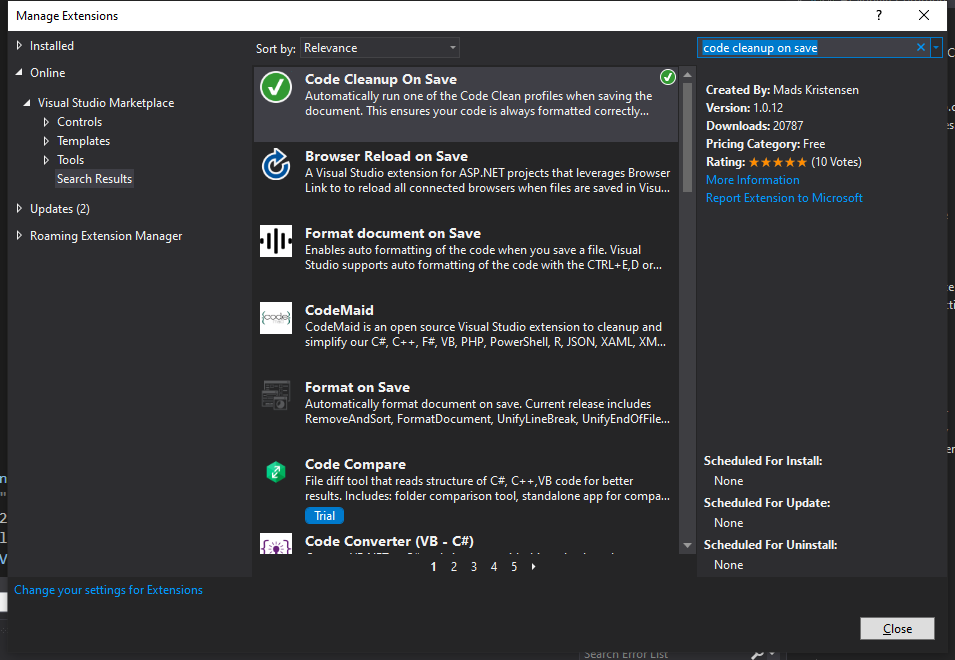 Manage Extensions
?
Installed
Online
Visual Studio Marketplace
Controls
Templates
Tools
Search Results
Updates (2)
Roaming Extension Manager
Sort by: Relevance
Code Cleanup On Save
Automatically run one of the Code Clean profiles when saving the
document. This ensures your code is always formatted correctly...
Browser Reload on Save
A Visual Studio extension for ASP.NET projects that leverages Browser
Link to to reload all connected browsers when files are saved in Visu...
Format document on Save
Enables auto formatting of the code when you save a file. Visual
Studio supports auto formatting of the code with the CTRL+E,D or...
CodeMaid
CodeMaid is an open source Visual Studio extension to cleanup and
simplify our C#, C++, F#, VB, PHP, PowerShell, R, JSON, XAML, XM...
Format on Save
Automatically format document on save. Current release includes
RemoveAndSort, FormatDocument, UnifyLineBreak, UnifyEndOfFile...
Code Compare
File diff tool that reads structure of C#, C++,VB code for better
results. Includes: folder comparison tool, standalone app for compa...
Trial
Code Converter (VB - C#)
1 2 3 4 5
code cleanup on save
Created By: Mads Kristensen
Version: 1.0.12
Downloads: 20787
Pricing Category: Free
Rating: ★★★★★ (10 Votes)
More Information
Report Extension to Microsoft
Scheduled For Install:
None
Scheduled For Update:
None
Scheduled For Uninstall:
None
Change your settings for Extensions
Close
Search Error List